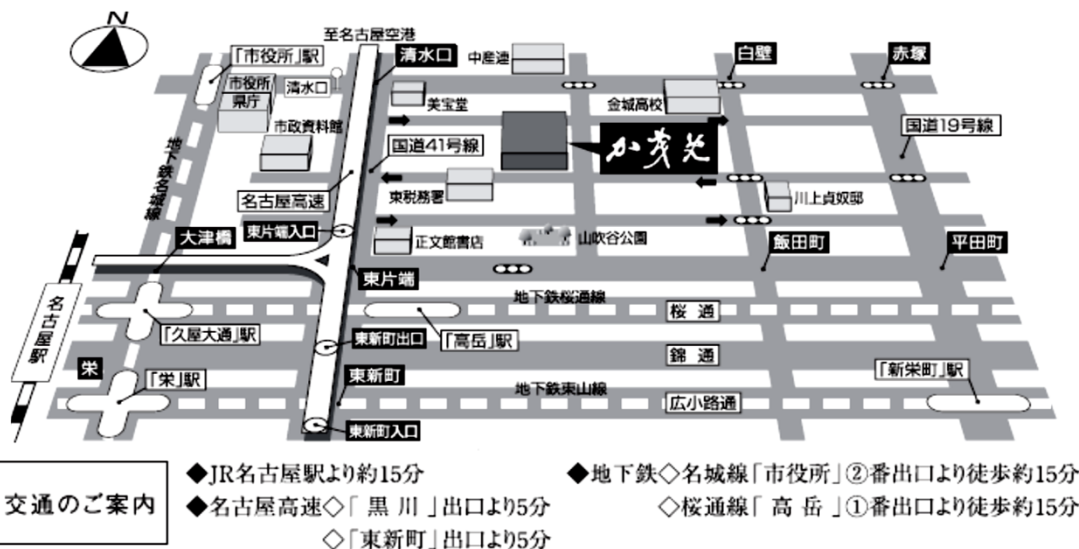 N
至名古屋空港
「市役所」駅
清水口
中産連
白壁
赤塚
市役所
県庁
清水口
美宝堂
金城高校
市政資料館
国道41号線
加茂免
国道19号線
地下鉄名城線
名古屋高速
東税務署
川上貞奴邸
大津橋
東片端入口
正文館書店
山吹谷公園
飯田町
平田町
東片端
名古屋駅
地下鉄桜通線
桜通
「久屋大通」駅
東新町出口
「高岳」駅
錦通
栄
「栄」駅
東新町
地下鉄東山線
「新栄町」駅
広小路通
東新町入口
交通のご案内
◆JR名古屋駅より約15分
◆名古屋高速◇「黒川」出口より5分
◇「東新町」出口より5分
◆地下鉄◇名城線「市役所」②番出口より徒歩約15分
◇桜通線「高岳」①番出口より徒歩約15分